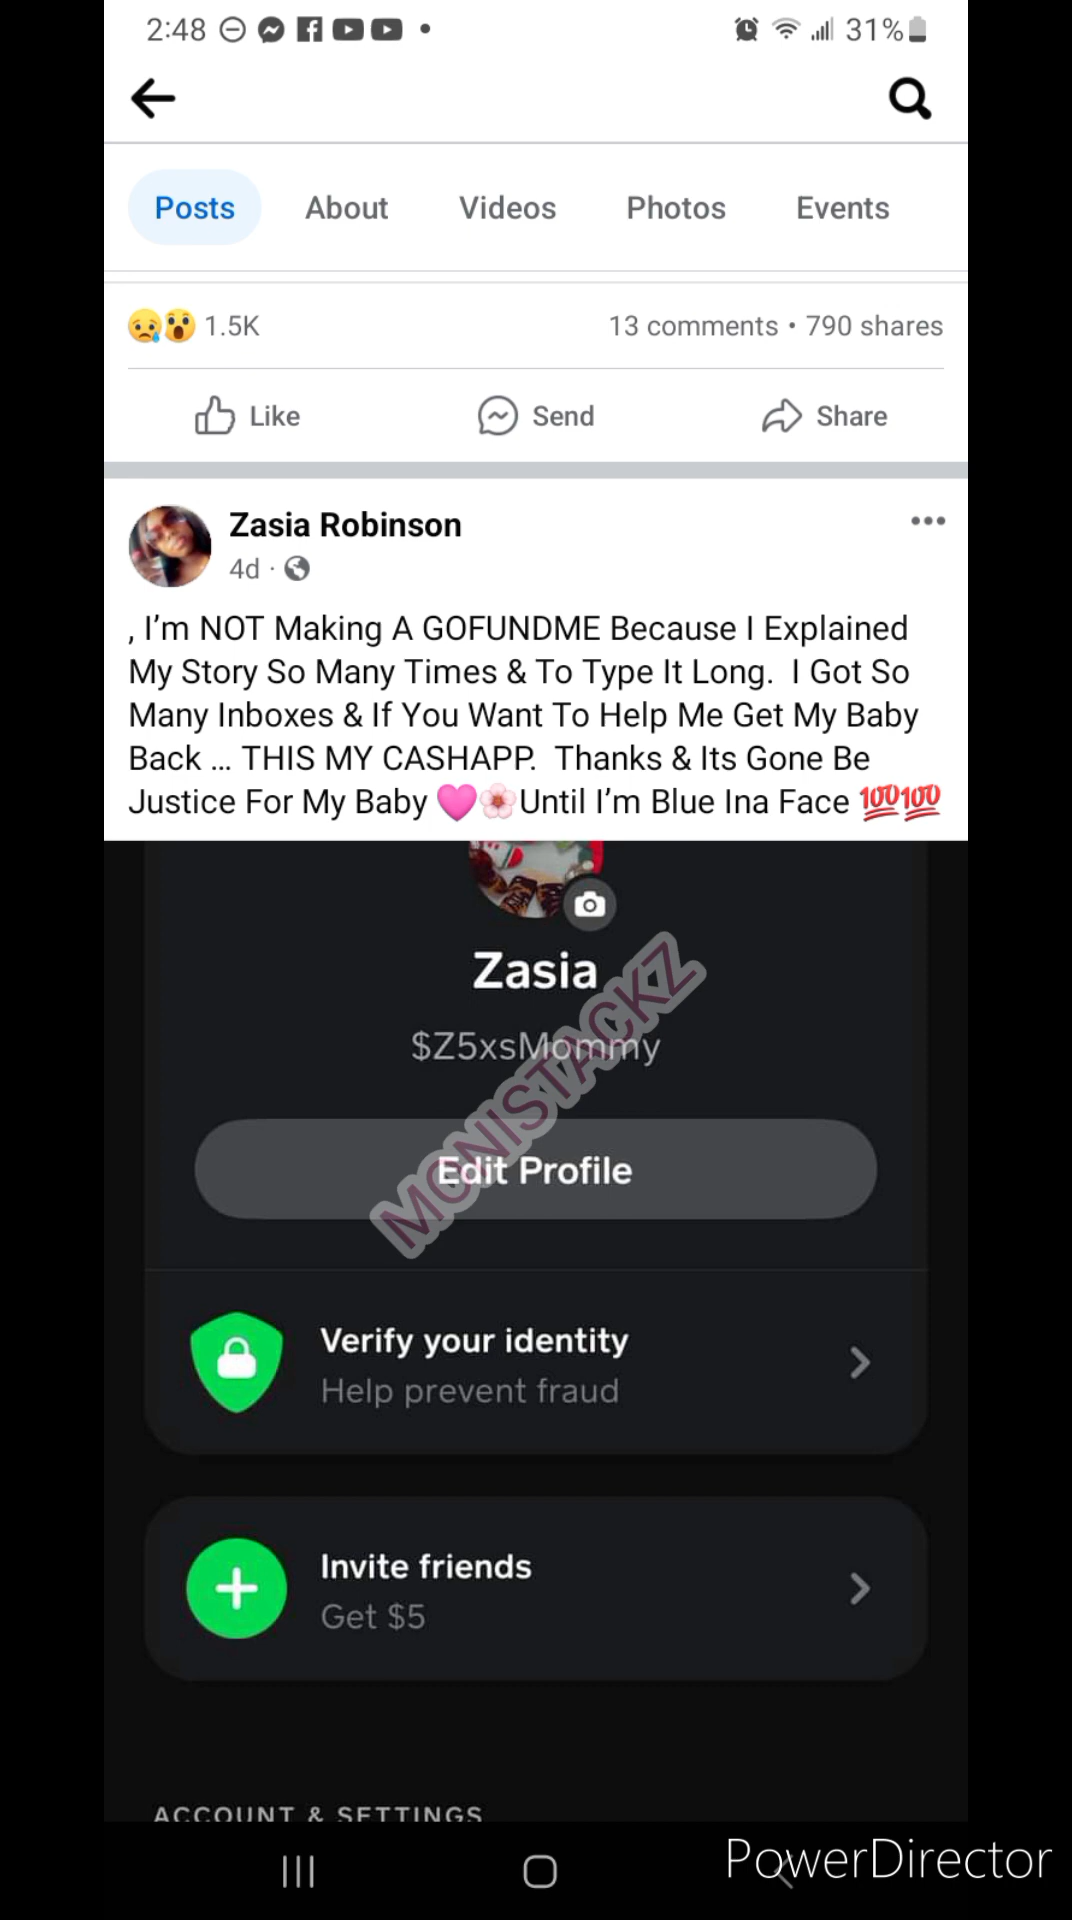 2:48 31%
Posts About Videos Photos Events
😢😮 1.5K 13 comments • 790 shares
Like Send Share
Zasia Robinson
4d ·
, I’m NOT Making A GOFUNDME Because I Explained
My Story So Many Times & To Type It Long.  I Got So
Many Inboxes & If You Want To Help Me Get My Baby
Back ... THIS MY CASHAPP.  Thanks & Its Gone Be
Justice For My Baby 🩷🌸Until I’m Blue Ina Face 💯💯
Zasia
$Z5xsMommy
MONISTACKZ
Edit Profile
Verify your identity
Help prevent fraud
Invite friends
Get $5
ACCOUNT & SETTINGS
PowerDirector